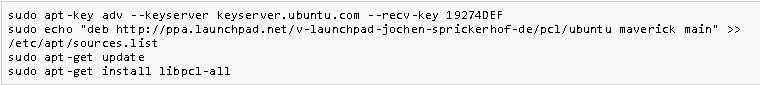 sudo apt-key adv --keyserver keyserver.ubuntu.com --recv-key 19274DEF
sudo echo "deb http://ppa.launchpad.net/v-launchpad-jochen-sprickerhof-de/pcl/ubuntu maverick main" >>
/etc/apt/sources.list
sudo apt-get update
sudo apt-get install libpcl-all